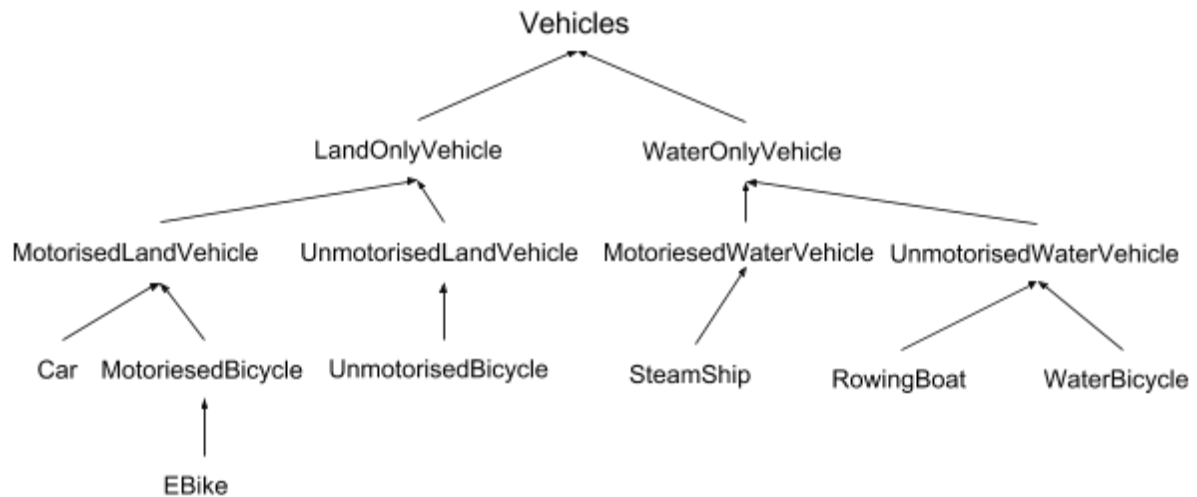 Vehicles
LandOnlyVehicle WaterOnlyVehicle
MotorisedLandVehicle UnmotorisedLandVehicle MotoriesedWaterVehicle UnmotorisedWaterVehicle
Car MotoriesedBicycle UnmotorisedBicycle SteamShip RowingBoat WaterBicycle
EBike